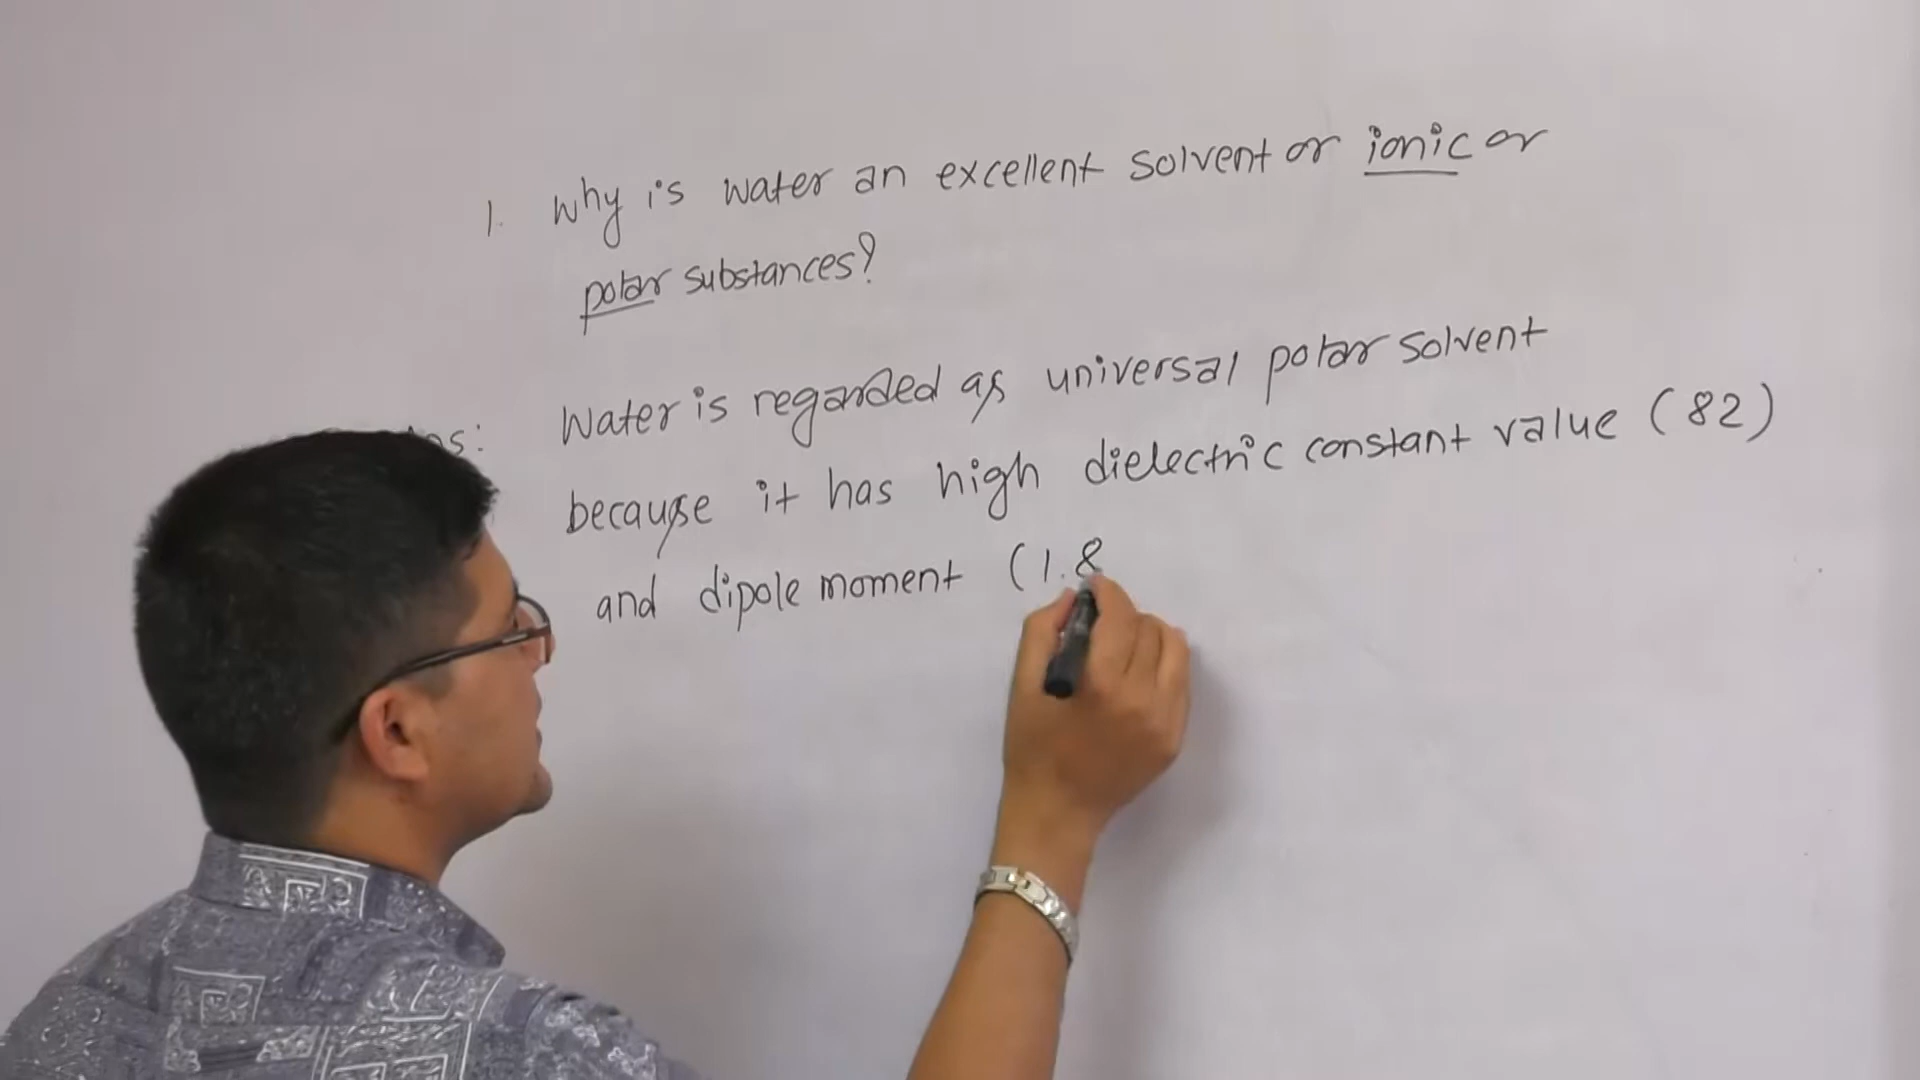 1. Why is water an excellent solvent or ionic or
polar substances?
Water is regarded as universal polar solvent
because it has high dielectric constant value (82)
and dipole moment (1.8